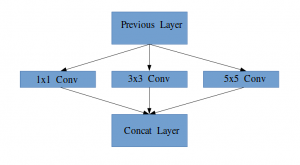 Previous Layer
1x1 Conv
3x3 Conv
5x5 Conv
Concat Layer